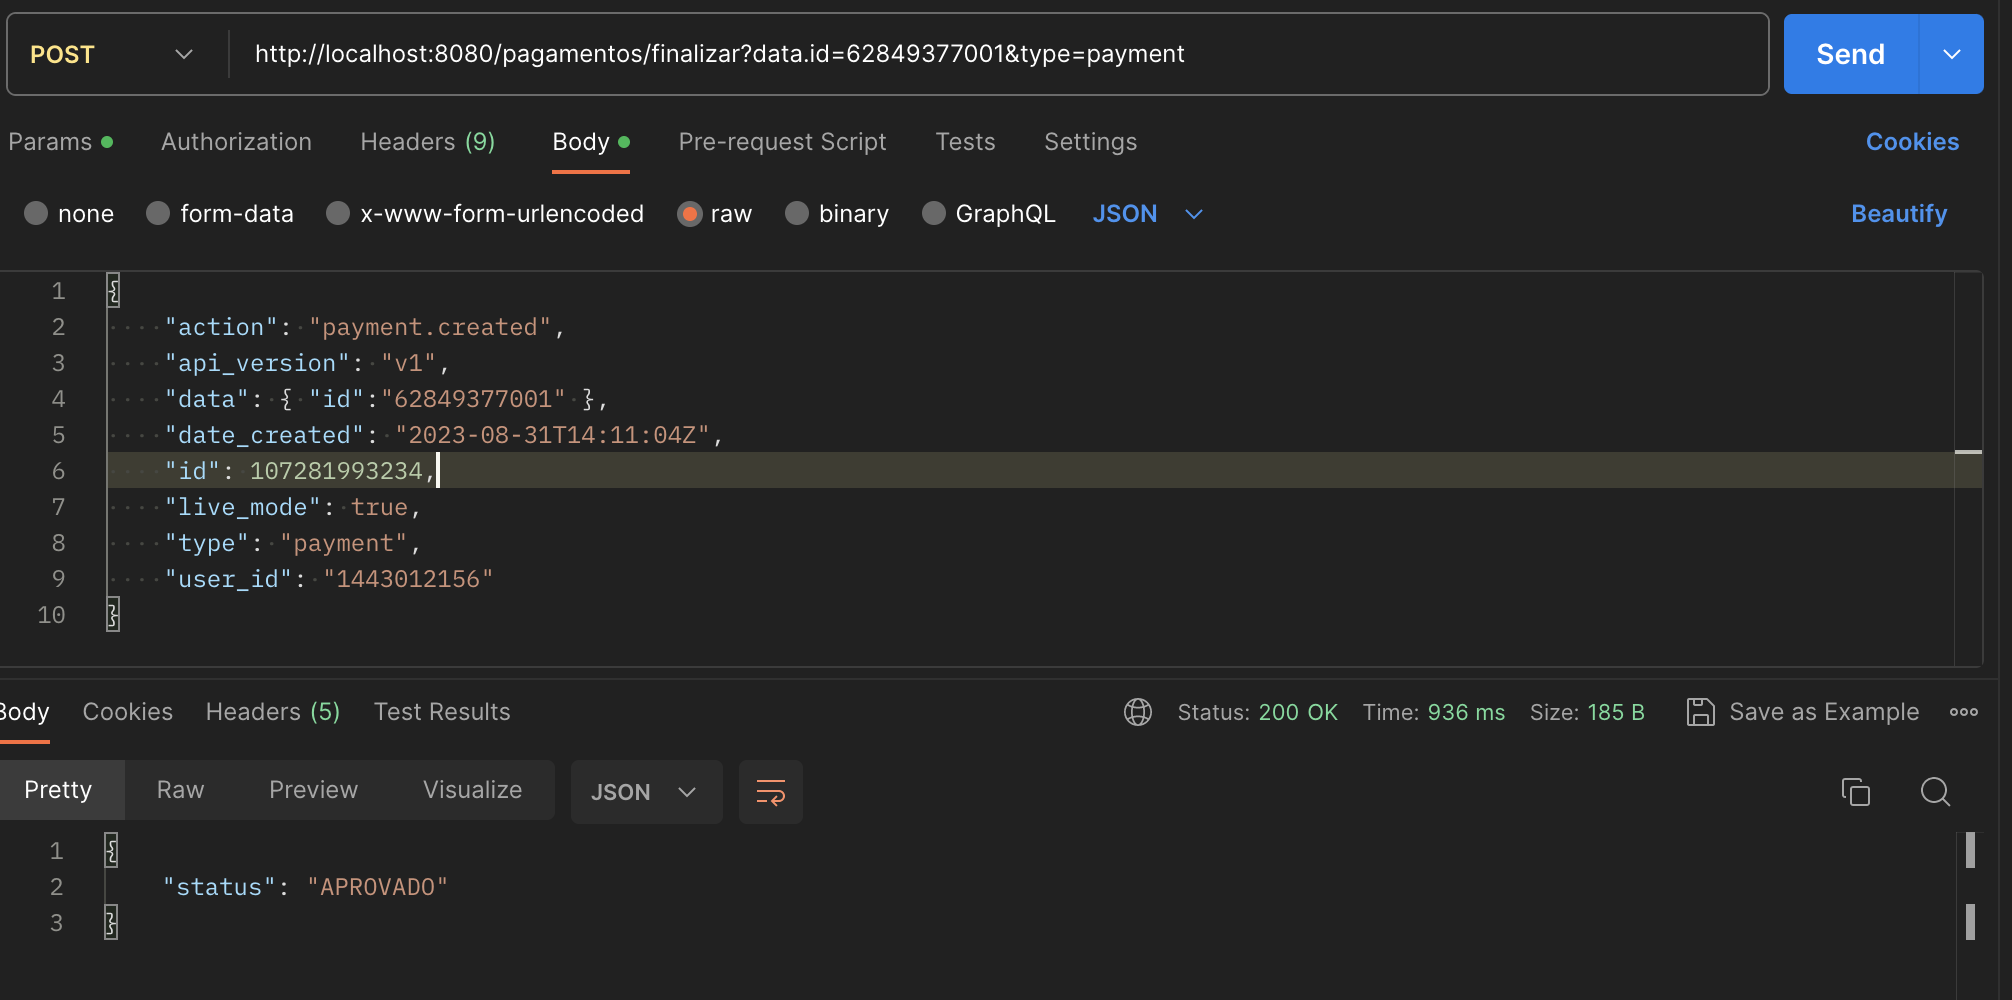 POST http://localhost:8080/pagamentos/finalizar?data.id=62849377001&type=payment Send
Params Authorization Headers (9) Body Pre-request Script Tests Settings Cookies
none form-data x-www-form-urlencoded raw binary GraphQL JSON Beautify
1 {
2 "action": "payment.created",
3 "api_version": "v1",
4 "data": { "id":"62849377001" },
5 "date_created": "2023-08-31T14:11:04Z",
6 "id": 107281993234,
7 "live_mode": true,
8 "type": "payment",
9 "user_id": "1443012156"
10 }
Body Cookies Headers (5) Test Results Status: 200 OK Time: 936 ms Size: 185 B Save as Example
Pretty Raw Preview Visualize JSON
1 {
2 "status": "APROVADO"
3 }